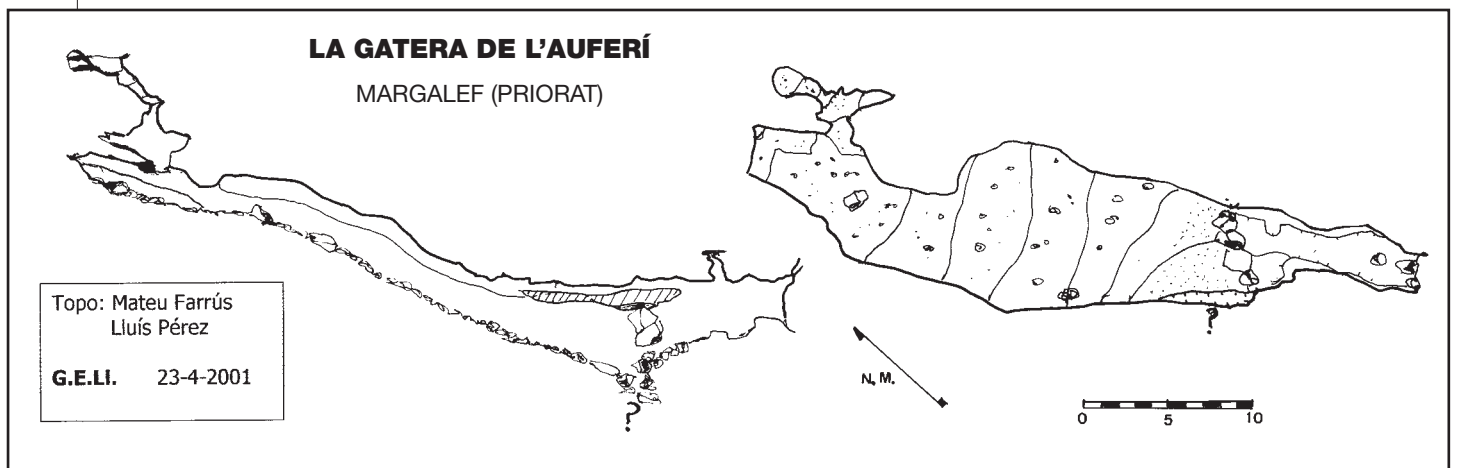 LA GATERA DE L'AUFERÍ
MARGALEF (PRIORAT)
Topo: Mateu Farrús
Lluís Pérez
G.E.Ll. 23-4-2001
?
?
N.M.
0 5 10